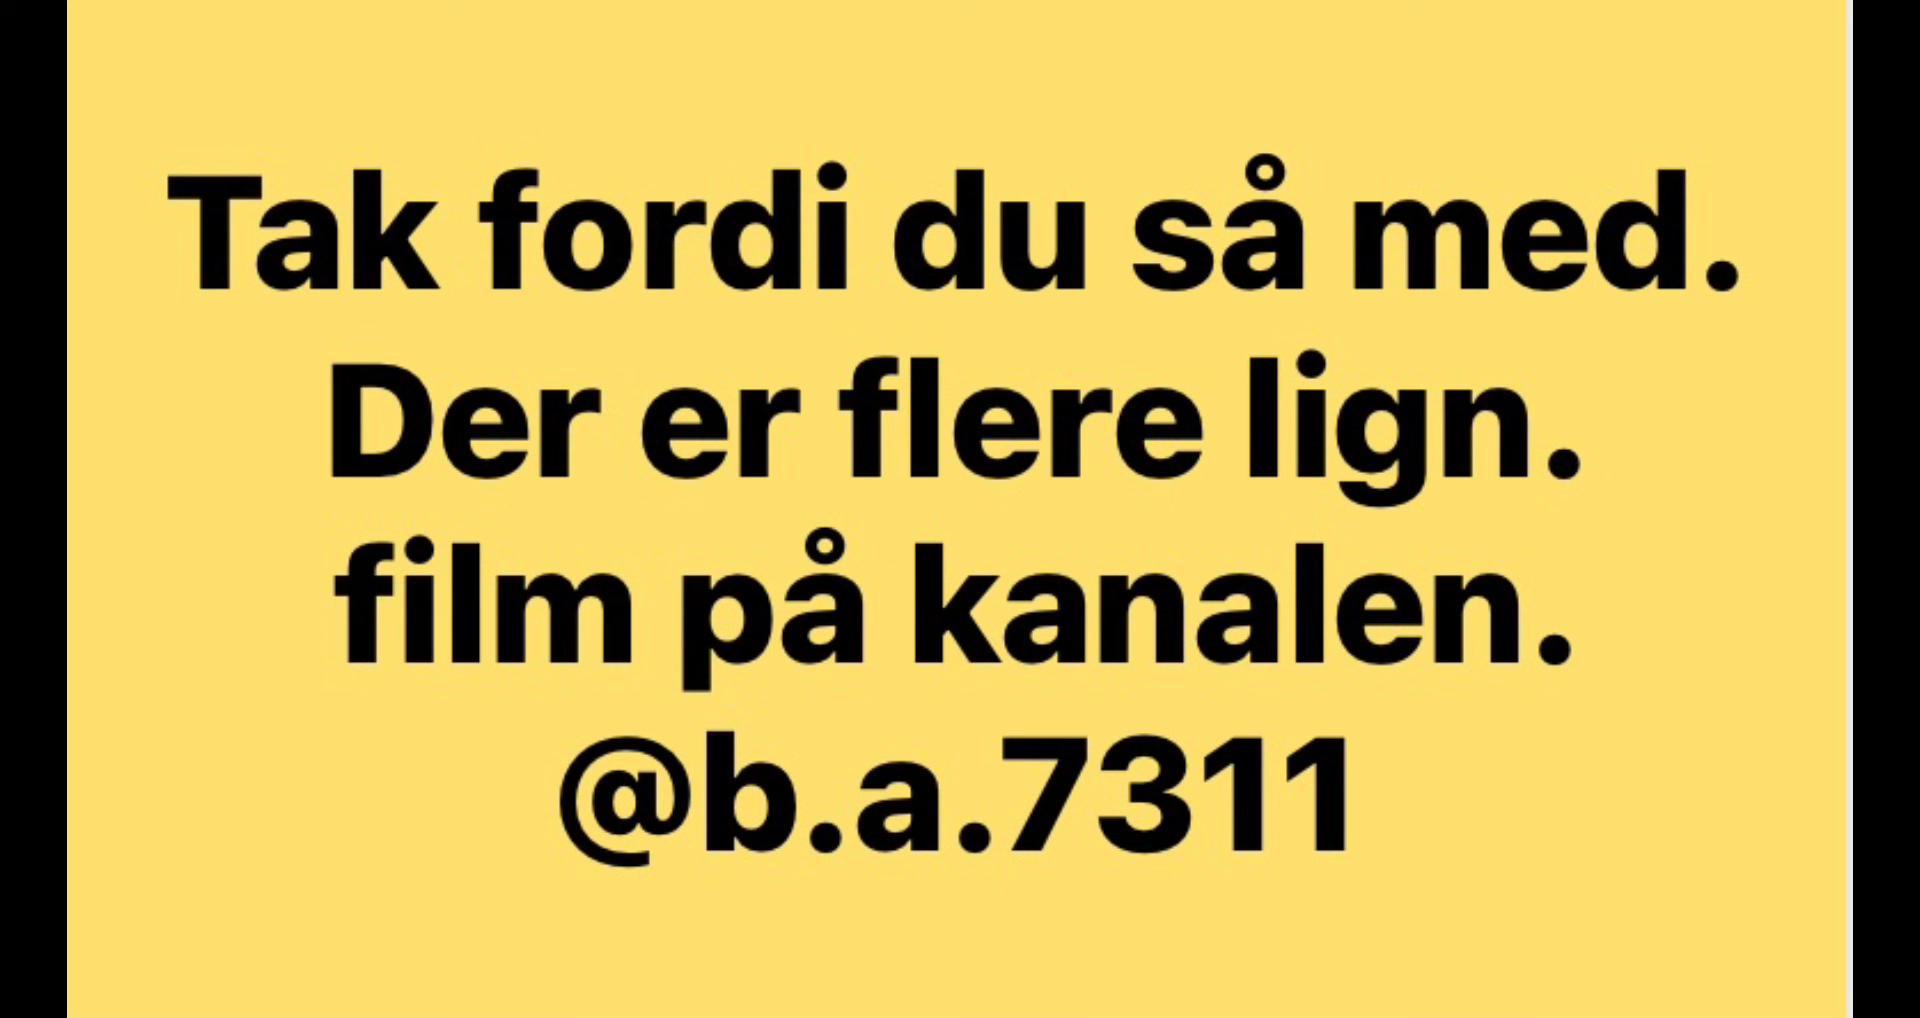 Tak fordi du så med.
Der er flere lign.
film på kanalen.
@b.a.7311